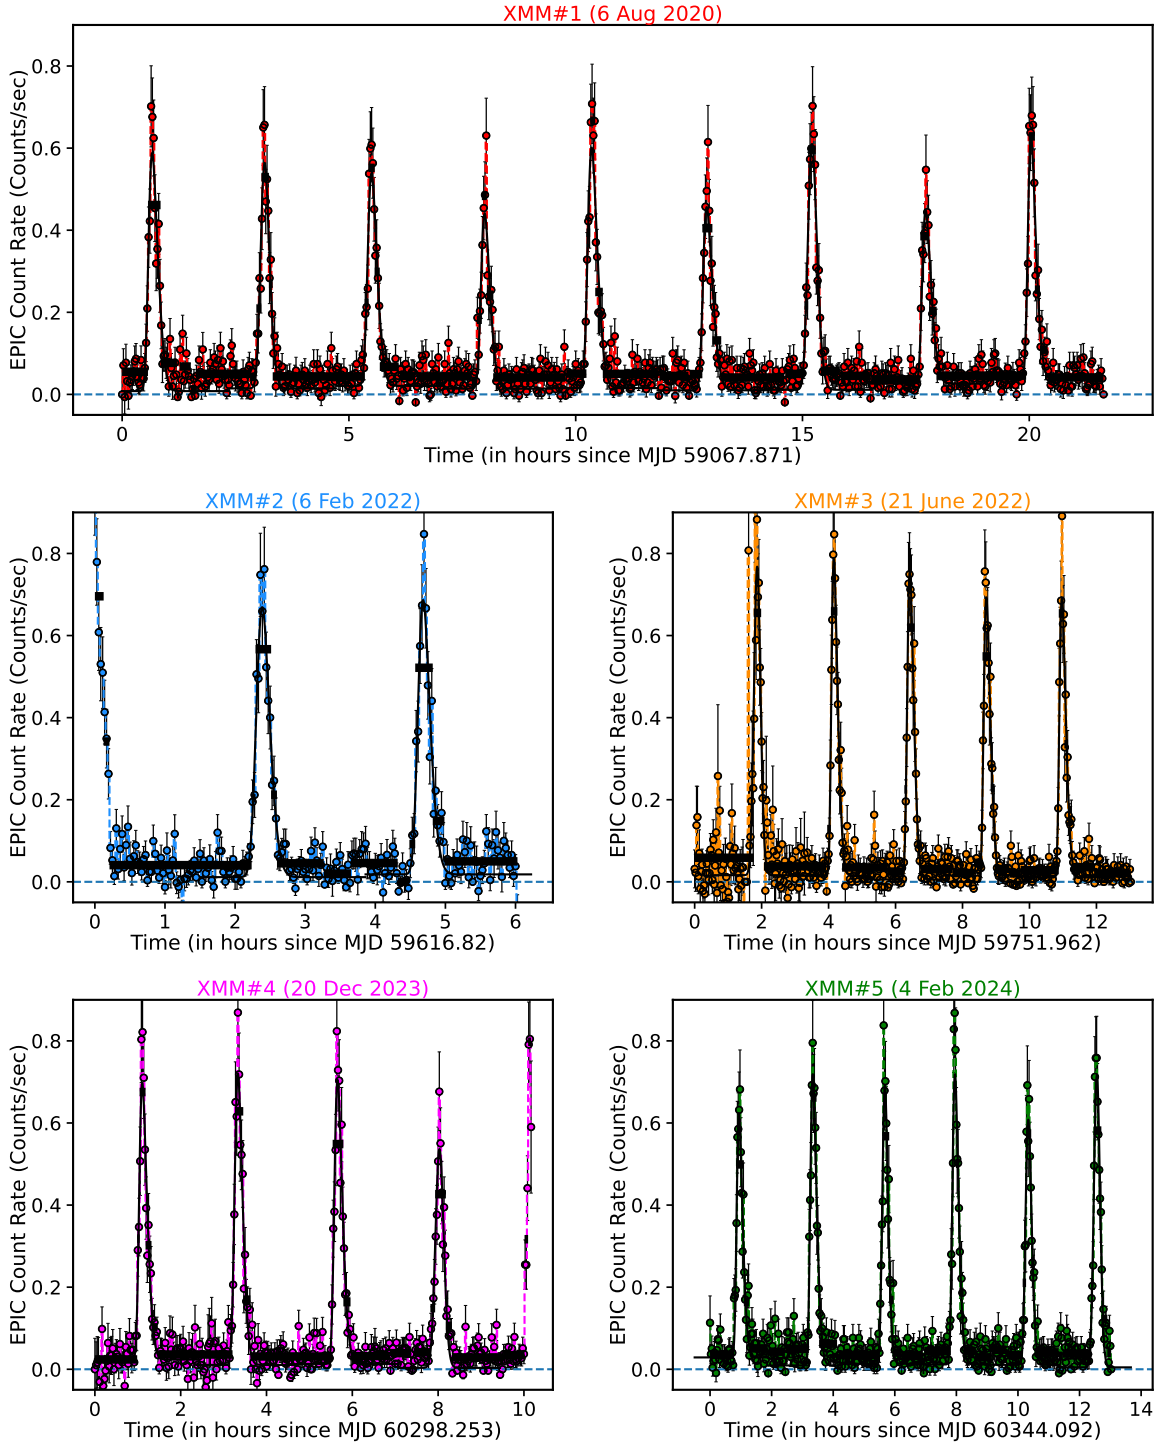 XMM#1 (6 Aug 2020)
EPIC Count Rate (Counts/sec)
0.8
0.6
0.4
0.2
0.0
0 5 10 15 20
Time (in hours since MJD 59067.871)
XMM#2 (6 Feb 2022)
EPIC Count Rate (Counts/sec)
0.8
0.6
0.4
0.2
0.0
0 1 2 3 4 5 6
Time (in hours since MJD 59616.82)
XMM#3 (21 June 2022)
EPIC Count Rate (Counts/sec)
0.8
0.6
0.4
0.2
0.0
0 2 4 6 8 10 12
Time (in hours since MJD 59751.962)
XMM#4 (20 Dec 2023)
EPIC Count Rate (Counts/sec)
0.8
0.6
0.4
0.2
0.0
0 2 4 6 8 10
Time (in hours since MJD 60298.253)
XMM#5 (4 Feb 2024)
EPIC Count Rate (Counts/sec)
0.8
0.6
0.4
0.2
0.0
0 2 4 6 8 10 12 14
Time (in hours since MJD 60344.092)